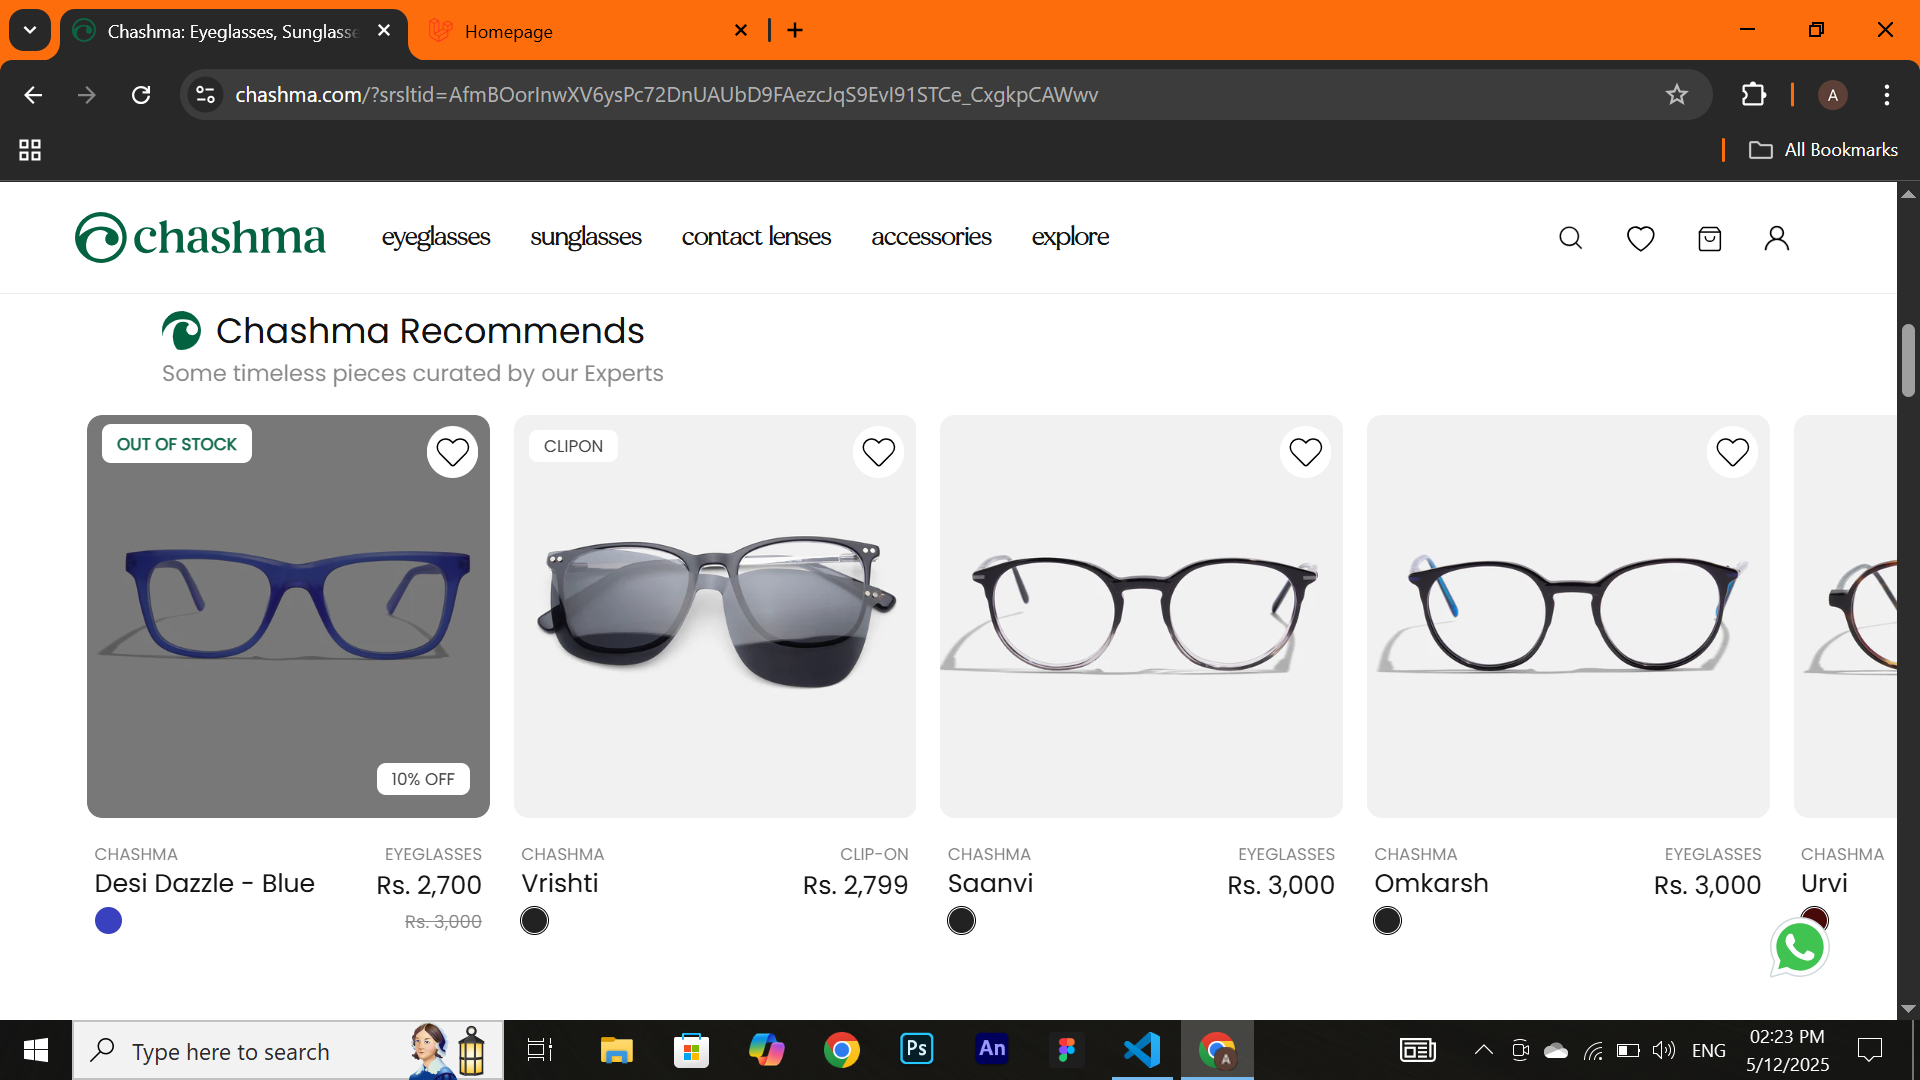 Chashma: Eyeglasses, Sunglasse
Homepage
chashma.com/?srsltid=AfmBOorInwXV6ysPc72DnUAUbD9FAezcJqS9EvI91STCe_CxgkpCAWwv
A
All Bookmarks
chashma
eyeglasses sunglasses contact lenses accessories explore
Chashma Recommends
Some timeless pieces curated by our Experts
OUT OF STOCK
CLIPON
10% OFF
CHASHMA EYEGLASSES
Desi Dazzle - Blue Rs. 2,700
Rs. 3,000
CHASHMA CLIP-ON
Vrishti Rs. 2,799
CHASHMA EYEGLASSES
Saanvi Rs. 3,000
CHASHMA EYEGLASSES
Omkarsh Rs. 3,000
CHASHMA
Urvi
Type here to search
Ps
An
A
ENG
02:23 PM
5/12/2025